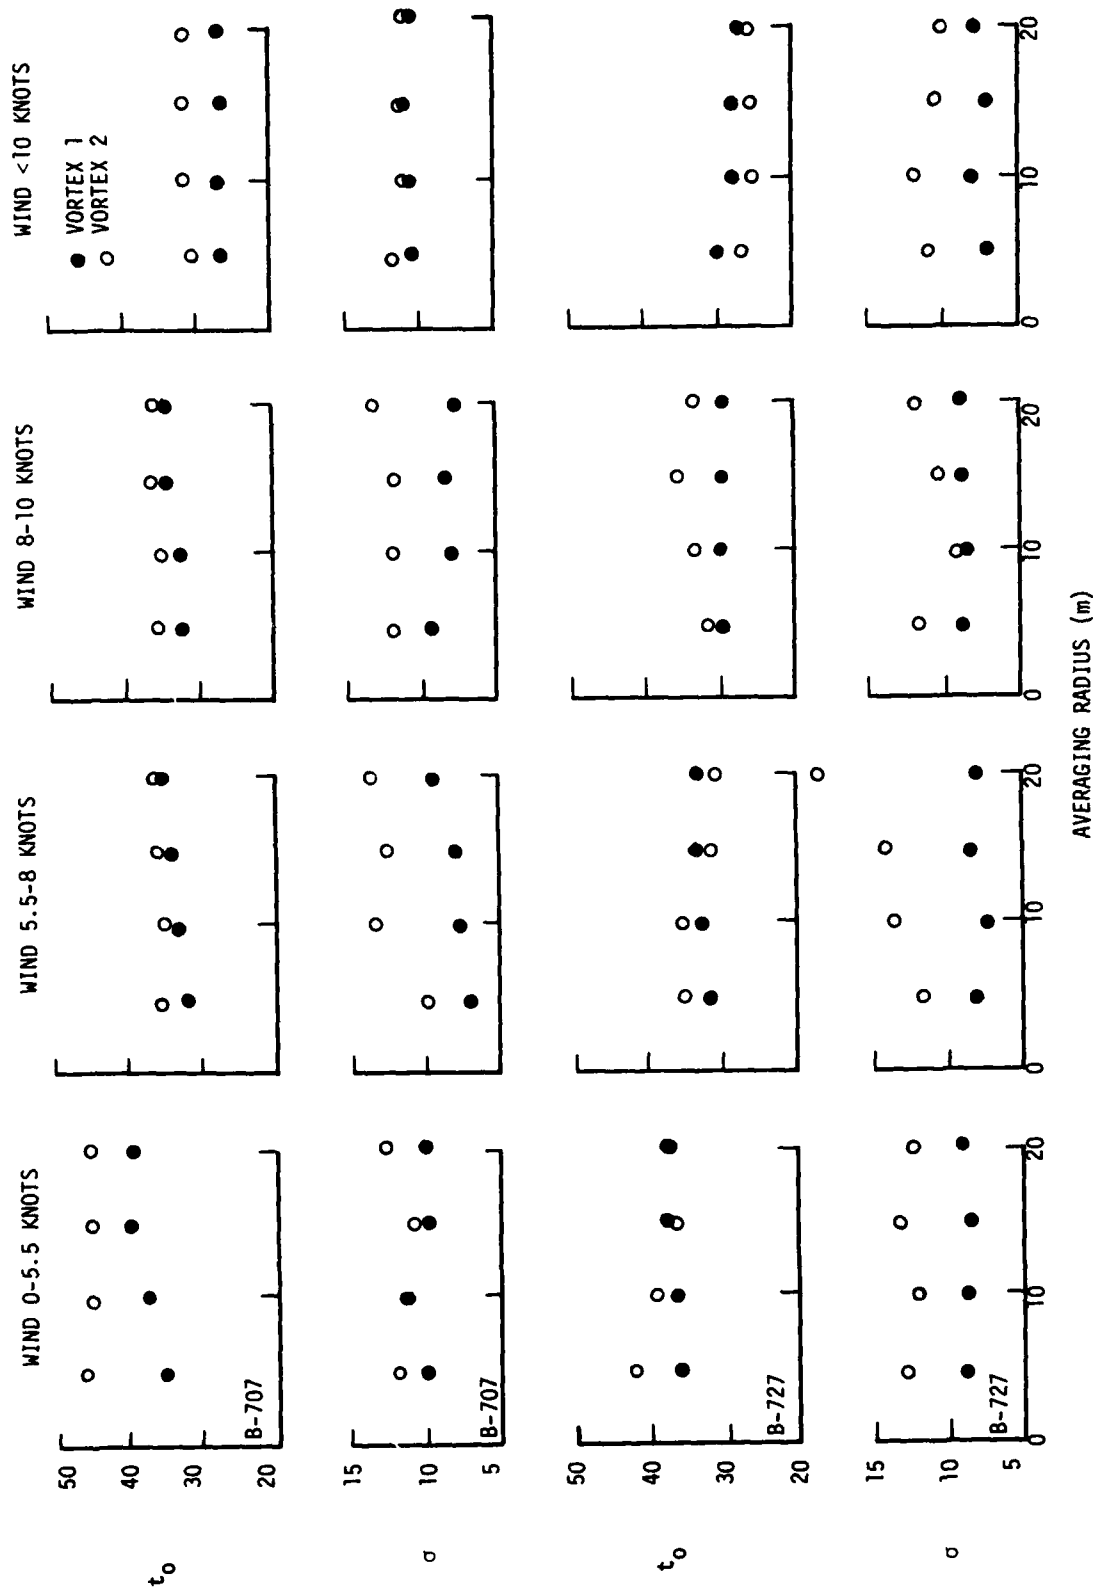 WIND 0-5.5 KNOTS
WIND 5.5-8 KNOTS
WIND 8-10 KNOTS
WIND <10 KNOTS
● VORTEX 1
○ VORTEX 2
t₀
50
40
30
20
B-707
σ
15
10
5
B-707
t₀
50
40
30
20
B-727
σ
15
10
5
B-727
0 10 20
0 10 20
0 10 20
0 10 20
AVERAGING RADIUS (m)